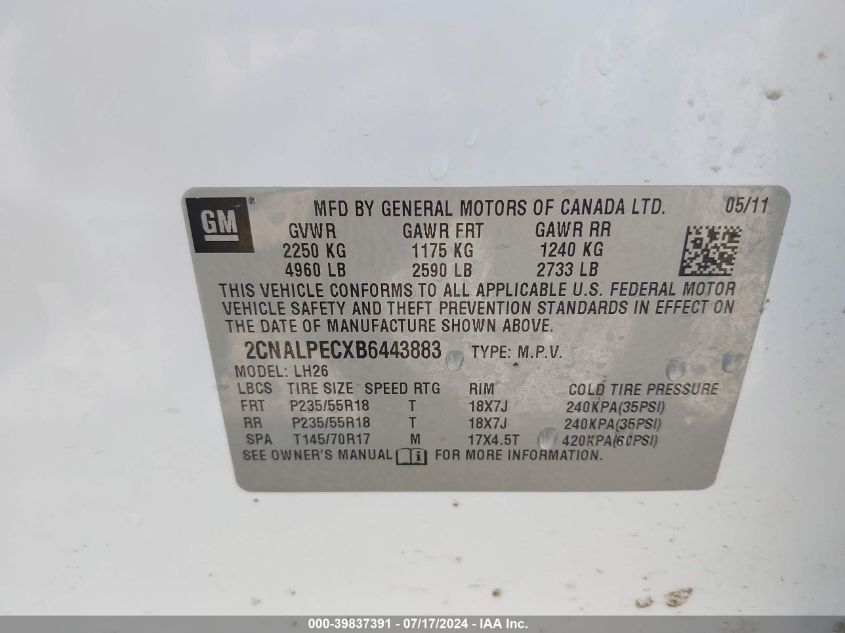 GM® MFD BY GENERAL MOTORS OF CANADA LTD. 05/11
GVWR GAWR FRT GAWR RR
2250 KG 1175 KG 1240 KG
4960 LB 2590 LB 2733 LB
THIS VEHICLE CONFORMS TO ALL APPLICABLE U.S. FEDERAL MOTOR
VEHICLE SAFETY AND THEFT PREVENTION STANDARDS IN EFFECT ON
THE DATE OF MANUFACTURE SHOWN ABOVE.
2CNALPECXB6443883 TYPE: M.P.V.
MODEL: LH26
LBCS TIRE SIZE SPEED RTG RIM COLD TIRE PRESSURE
FRT P235/55R18 T 18X7J 240KPA(35PSI)
RR P235/55R18 T 18X7J 240KPA(35PSI)
SPA T145/70R17 M 17X4.5T 420KPA(60PSI)
SEE OWNER'S MANUAL i FOR MORE INFORMATION.
000-39837391 - 07/17/2024 - IAA Inc.